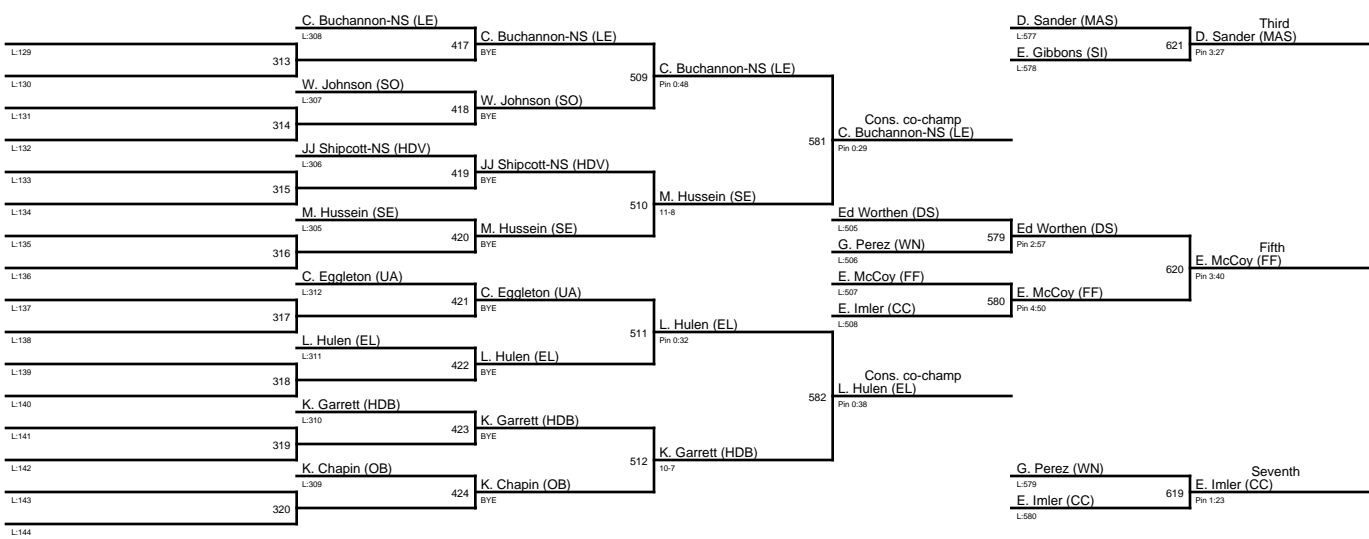 L:129
L:130
L:131
L:132
L:133
L:134
L:135
L:136
L:137
L:138
L:139
L:140
L:141
L:142
L:143
L:144
313
314
315
316
317
318
319
320
C. Buchannon-NS (LE)
L:308
W. Johnson (SO)
L:307
JJ Shipcott-NS (HDV)
L:306
M. Hussein (SE)
L:305
C. Eggleton (UA)
L:312
L. Hulen (EL)
L:311
K. Garrett (HDB)
L:310
K. Chapin (OB)
L:309
417
418
419
420
421
422
423
424
C. Buchannon-NS (LE)
BYE
W. Johnson (SO)
BYE
JJ Shipcott-NS (HDV)
BYE
M. Hussein (SE)
BYE
C. Eggleton (UA)
BYE
L. Hulen (EL)
BYE
K. Garrett (HDB)
BYE
K. Chapin (OB)
BYE
509
510
511
512
C. Buchannon-NS (LE)
Pin 0:48
M. Hussein (SE)
11-8
L. Hulen (EL)
Pin 0:32
K. Garrett (HDB)
10-7
581
582
Cons. co-champ
C. Buchannon-NS (LE)
Pin 0:29
Cons. co-champ
L. Hulen (EL)
Pin 0:38
Ed Worthen (DS)
L:505
G. Perez (WN)
L:506
E. McCoy (FF)
L:507
E. Imler (CC)
L:508
579
580
Ed Worthen (DS)
Pin 2:57
E. McCoy (FF)
Pin 4:50
620
Fifth
E. McCoy (FF)
Pin 3:40
D. Sander (MAS)
L:577
E. Gibbons (SI)
L:578
621
Third
D. Sander (MAS)
Pin 3:27
G. Perez (WN)
L:579
E. Imler (CC)
L:580
619
Seventh
E. Imler (CC)
Pin 1:23